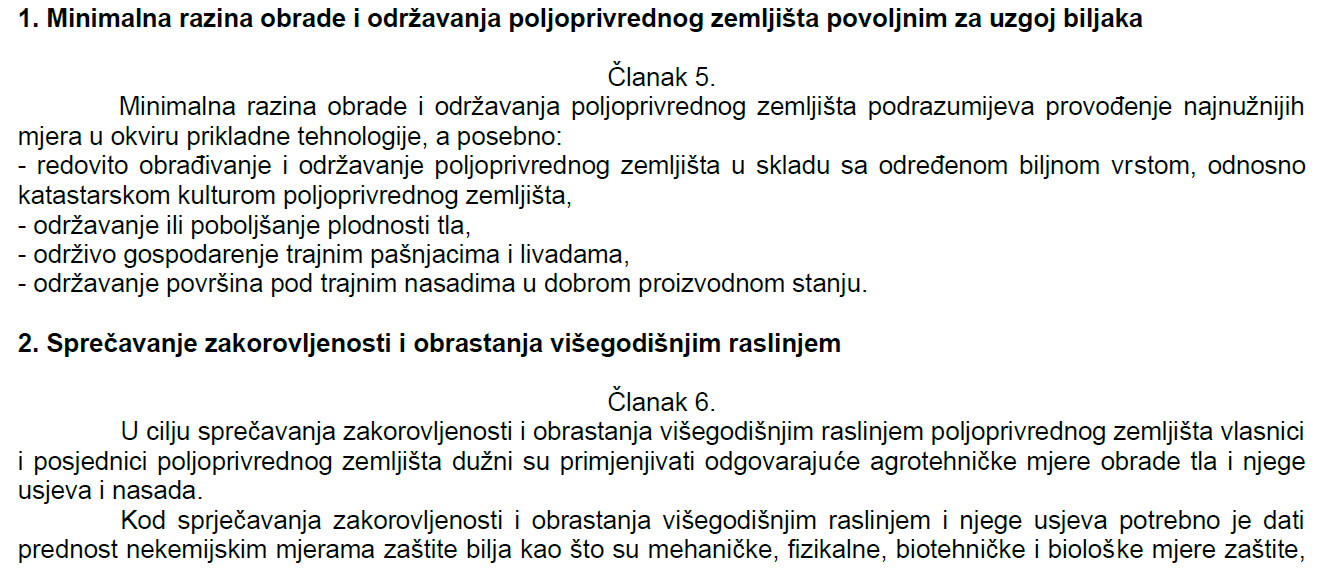 1. Minimalna razina obrade i održavanja poljoprivrednog zemljišta povoljnim za uzgoj biljaka
Članak 5.
Minimalna razina obrade i održavanja poljoprivrednog zemljišta podrazumijeva provođenje najnužnijih
mjera u okviru prikladne tehnologije, a posebno:
- redovito obrađivanje i održavanje poljoprivrednog zemljišta u skladu sa određenom biljnom vrstom, odnosno
katastarskom kulturom poljoprivrednog zemljišta,
- održavanje ili poboljšanje plodnosti tla,
- održivo gospodarenje trajnim pašnjacima i livadama,
- održavanje površina pod trajnim nasadima u dobrom proizvodnom stanju.
2. Sprečavanje zakorovljenosti i obrastanja višegodišnjim raslinjem
Članak 6.
U cilju sprečavanja zakorovljenosti i obrastanja višegodišnjim raslinjem poljoprivrednog zemljišta vlasnici
i posjednici poljoprivrednog zemljišta dužni su primjenjivati odgovarajuće agrotehničke mjere obrade tla i njege
usjeva i nasada.
Kod sprječavanja zakorovljenosti i obrastanja višegodišnjim raslinjem i njege usjeva potrebno je dati
prednost nekemijskim mjerama zaštite bilja kao što su mehaničke, fizikalne, biotehničke i biološke mjere zaštite,